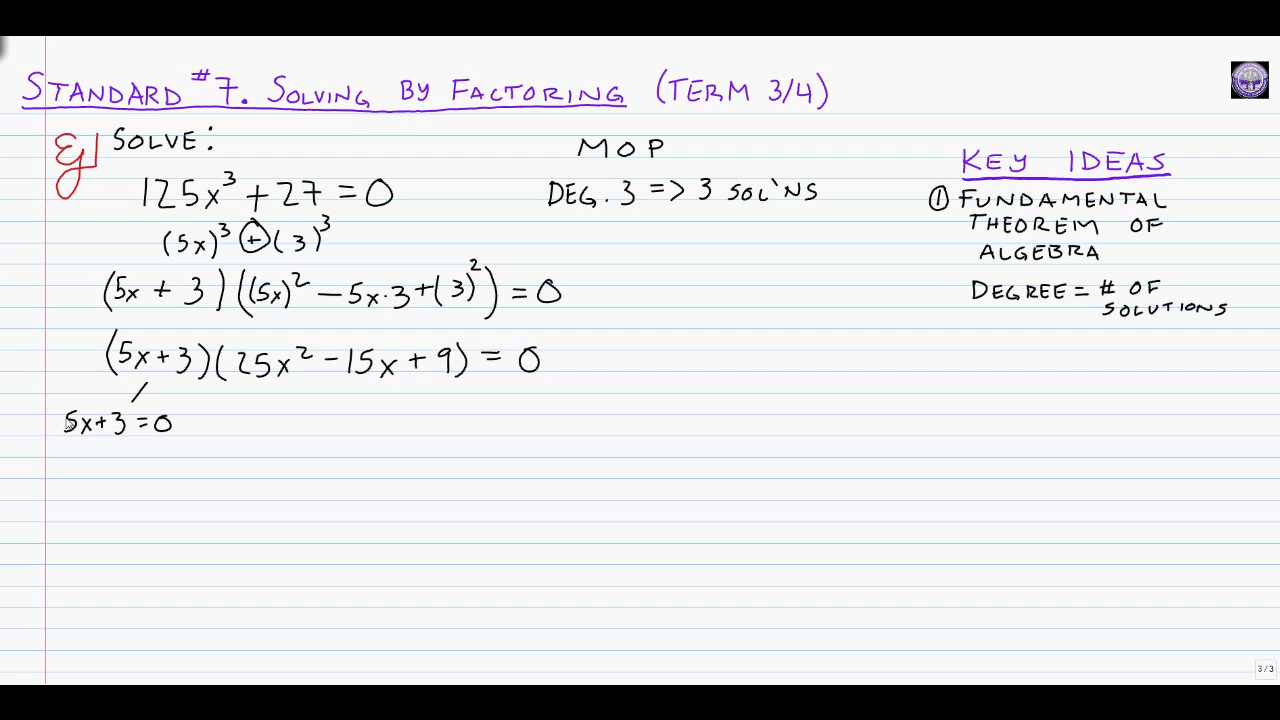 STANDARD #7. SOLVING BY FACTORING (TERM 3/4)
Eg 1 SOLVE:
125x³ + 27 = 0
(5x)³ + (3)³
(5x + 3)((5x)² − 5x·3 + (3)²) = 0
(5x + 3)(25x² − 15x + 9) = 0
5x+3 = 0
MOP
DEG. 3 => 3 SOL'NS
KEY IDEAS
① FUNDAMENTAL
THEOREM OF
ALGEBRA
DEGREE = # OF
SOLUTIONS
3/3